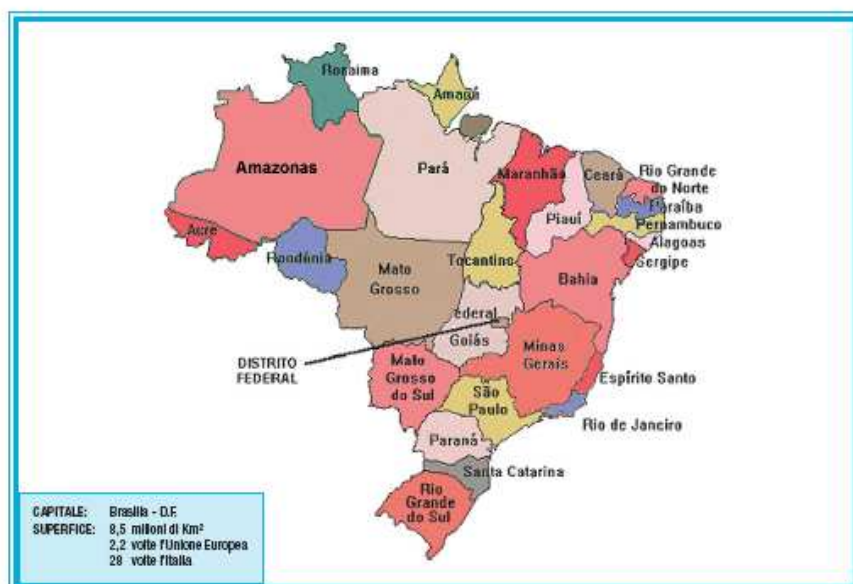 Roraima
Amapá
Amazonas
Pará
Maranhão
Ceará
Rio Grande
do Norte
Paraíba
Pernambuco
Piauí
Alagoas
Sergipe
Acre
Rondônia
Mato
Grosso
Tocantins
Bahia
ederal
Goiás
DISTRITO
FEDERAL
Minas
Gerais
Mato
Grosso
do Sul
Espírito Santo
São
Paulo
Rio de Janeiro
Paraná
Santa Catarina
Rio
Grande
do Sul
CAPITALE: Brasilia - D.F.
SUPERFICE: 8,5 milioni di Km²
2,2 volte l'Unione Europea
28 volte l'Italia